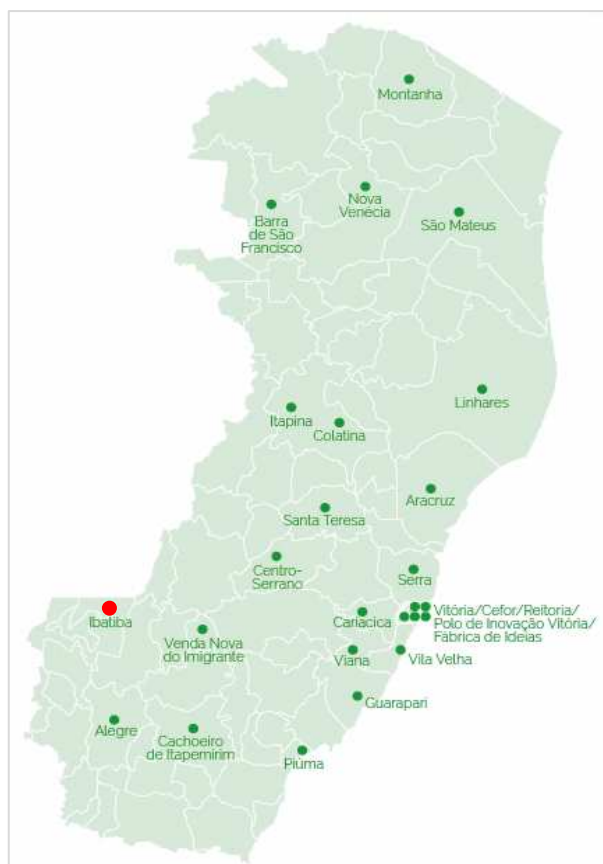 Montanha
Nova
Venécia
Barra
de São
Francisco
São Mateus
Linhares
Itapina
Colatina
Aracruz
Santa Teresa
Centro-
Serrano
Serra
Ibatiba
Cariacica
Vitória/Cefor/Reitoria/
Polo de Inovação Vitória/
Fábrica de Ideias
Venda Nova
do Imigrante
Viana
Vila Velha
Guarapari
Alegre
Cachoeiro
de Itapemirim
Piúma